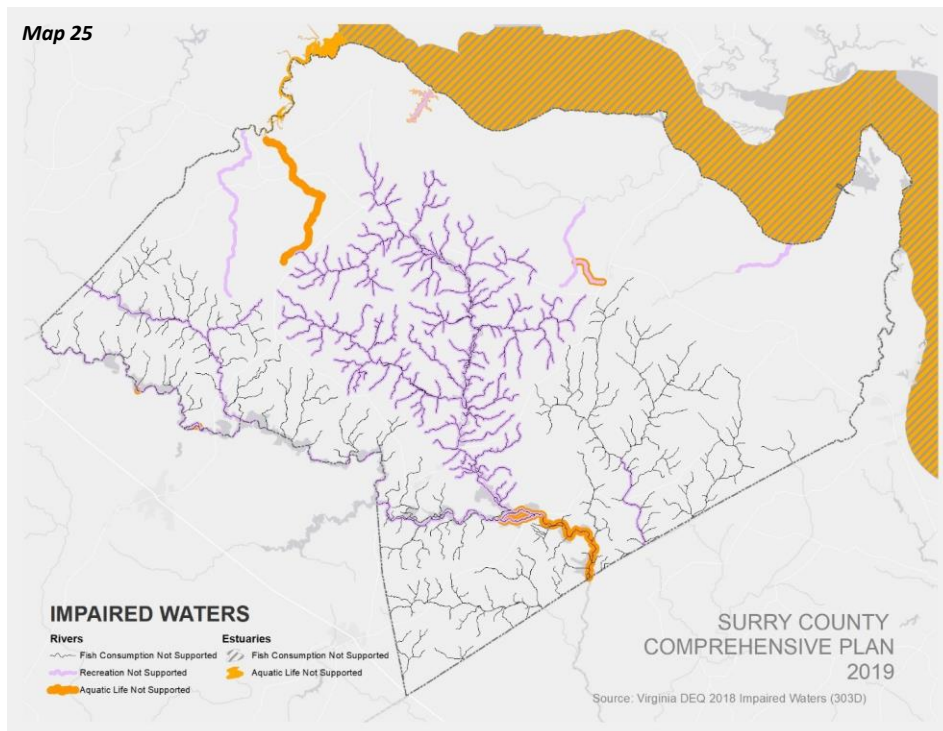 Map 25
IMPAIRED WATERS
Rivers
Fish Consumption Not Supported
Recreation Not Supported
Aquatic Life Not Supported
Estuaries
Fish Consumption Not Supported
Aquatic Life Not Supported
SURRY COUNTY
COMPREHENSIVE PLAN
2019
Source: Virginia DEQ 2018 Impaired Waters (303D)